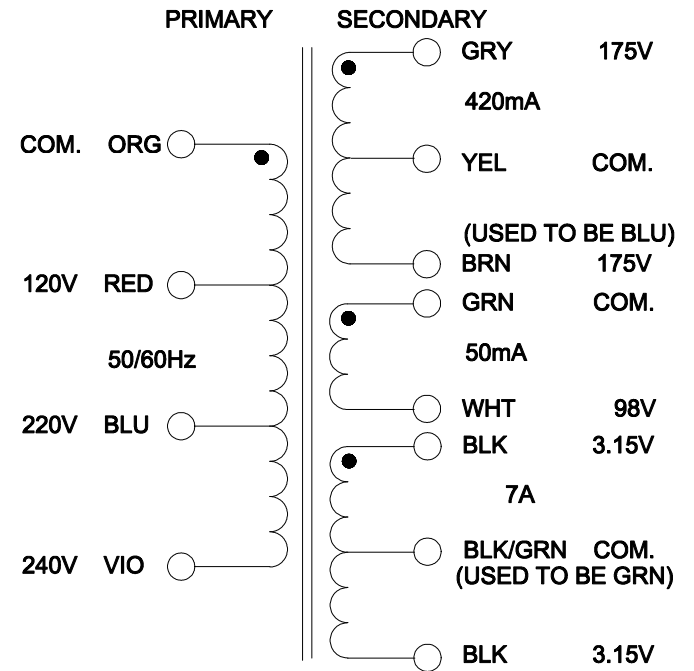 PRIMARY SECONDARY
GRY 175V
420mA
COM. ORG
YEL COM.
(USED TO BE BLU)
BRN 175V
120V RED
GRN COM.
50/60Hz
50mA
220V BLU
WHT 98V
BLK 3.15V
7A
240V VIO
BLK/GRN COM.
(USED TO BE GRN)
BLK 3.15V